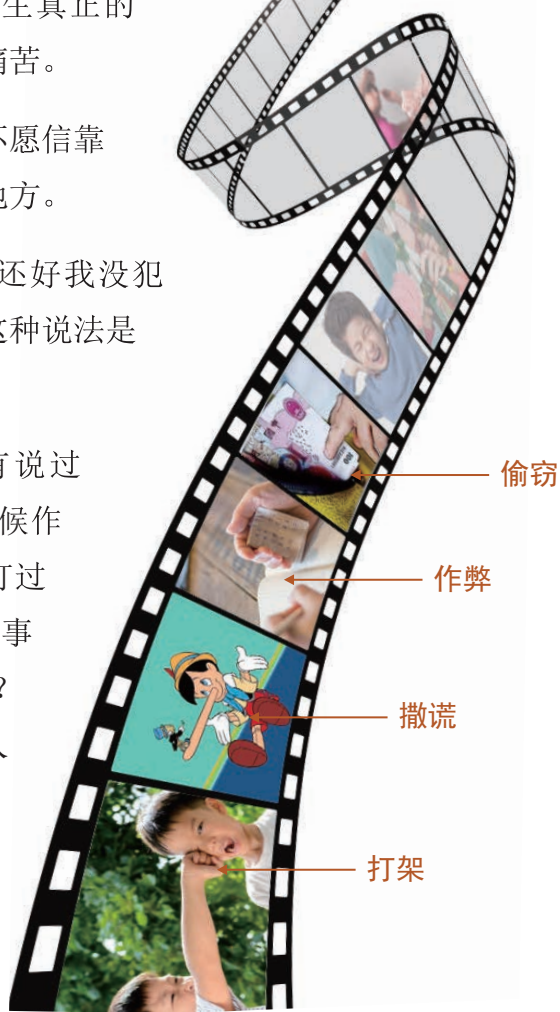 生真正的
痛苦。
不愿信靠
地方。
还好我没犯
这种说法是
有说过
候作
打过
事
？
人
偷窃
作弊
撒谎
打架